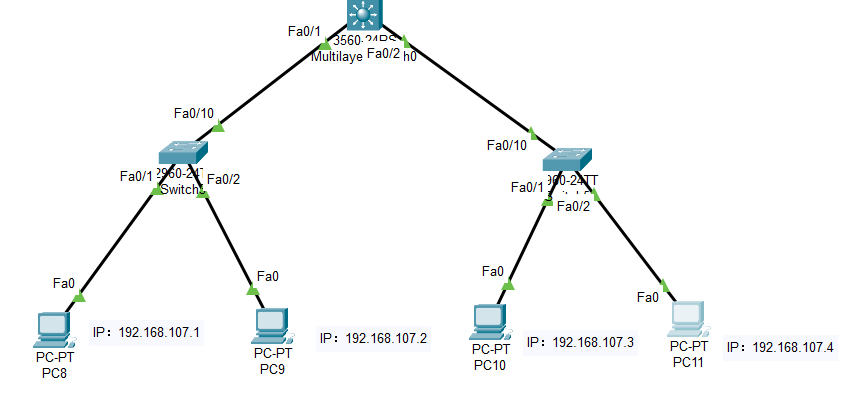 Fa0/1
3560-24PS
Multilaye
Fa0/2
h0
Fa0/10
Fa0/10
Fa0/1
2960-24T
Fa0/2
Switch
960-24TT
Fa0/1
Fa0/2
Fa0
Fa0
Fa0
Fa0
IP：192.168.107.1
IP：192.168.107.2
IP：192.168.107.3
IP：192.168.107.4
PC-PT
PC8
PC-PT
PC9
PC-PT
PC10
PC-PT
PC11